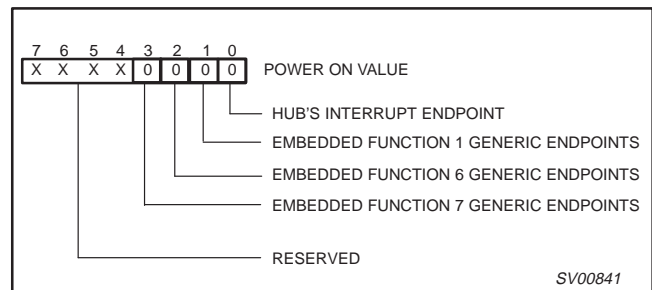 7 6 5 4 3 2 1 0
X X X X 0 0 0 0 POWER ON VALUE
HUB'S INTERRUPT ENDPOINT
EMBEDDED FUNCTION 1 GENERIC ENDPOINTS
EMBEDDED FUNCTION 6 GENERIC ENDPOINTS
EMBEDDED FUNCTION 7 GENERIC ENDPOINTS
RESERVED
SV00841